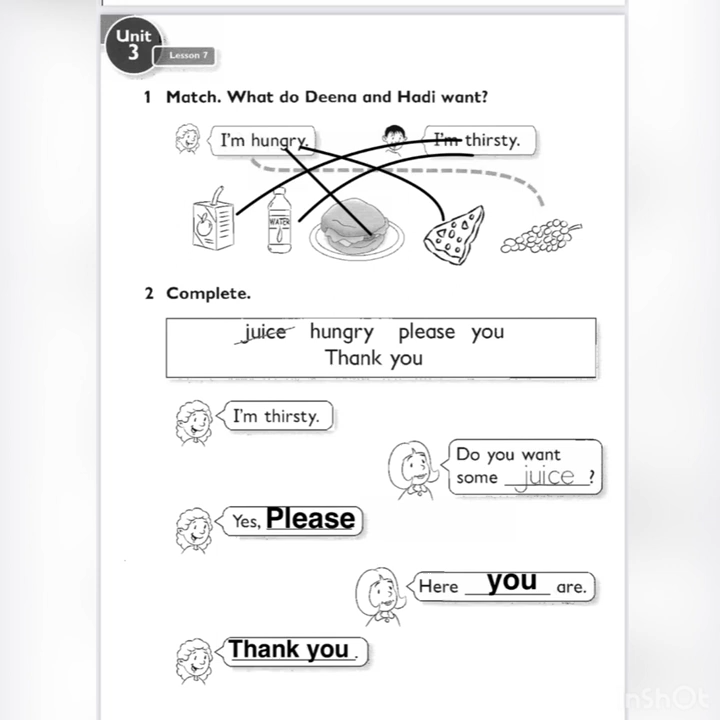 Unit
3
Lesson 7
1 Match. What do Deena and Hadi want?
I'm hungry.
I'm thirsty.
WATER
2 Complete.
juice hungry please you
Thank you
I'm thirsty.
Do you want
some juice ?
Yes, Please
Here you are.
Thank you .